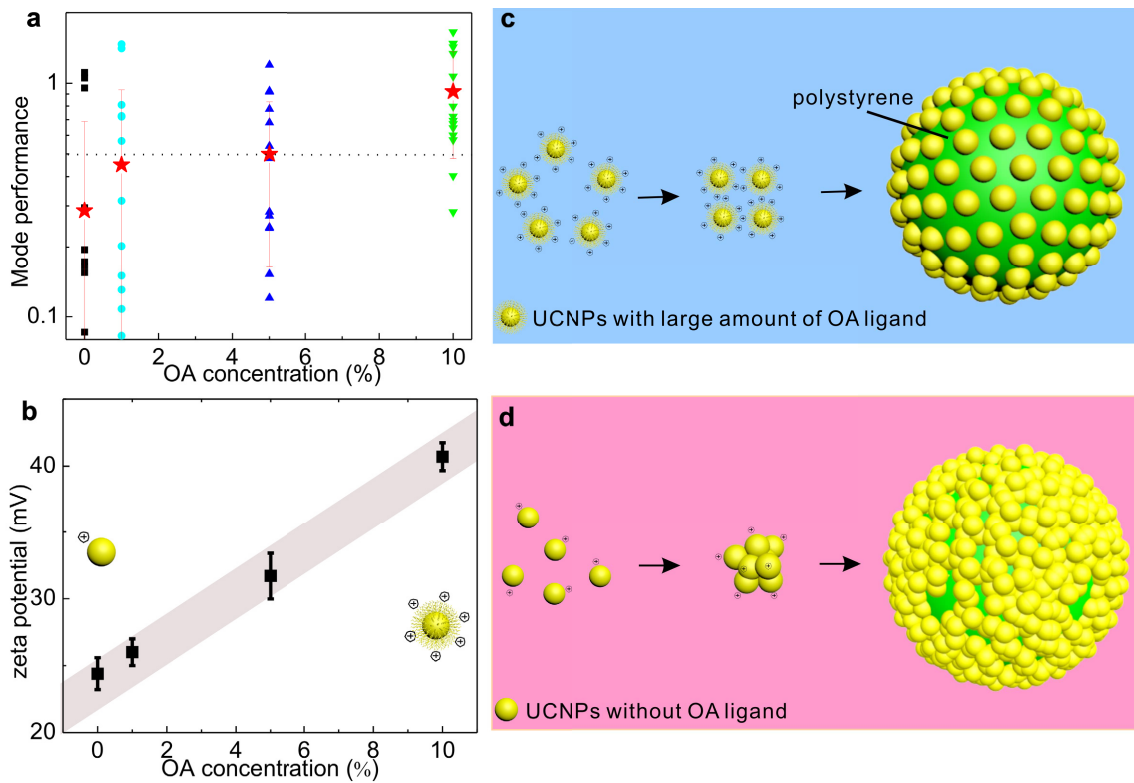 a
1
0.1
Mode performance
0 2 4 6 8 10
OA concentration (%)
b
40
30
20
zeta potential (mV)
0 2 4 6 8 10
OA concentration (%)
c
polystyrene
UCNPs with large amount of OA ligand
d
UCNPs without OA ligand